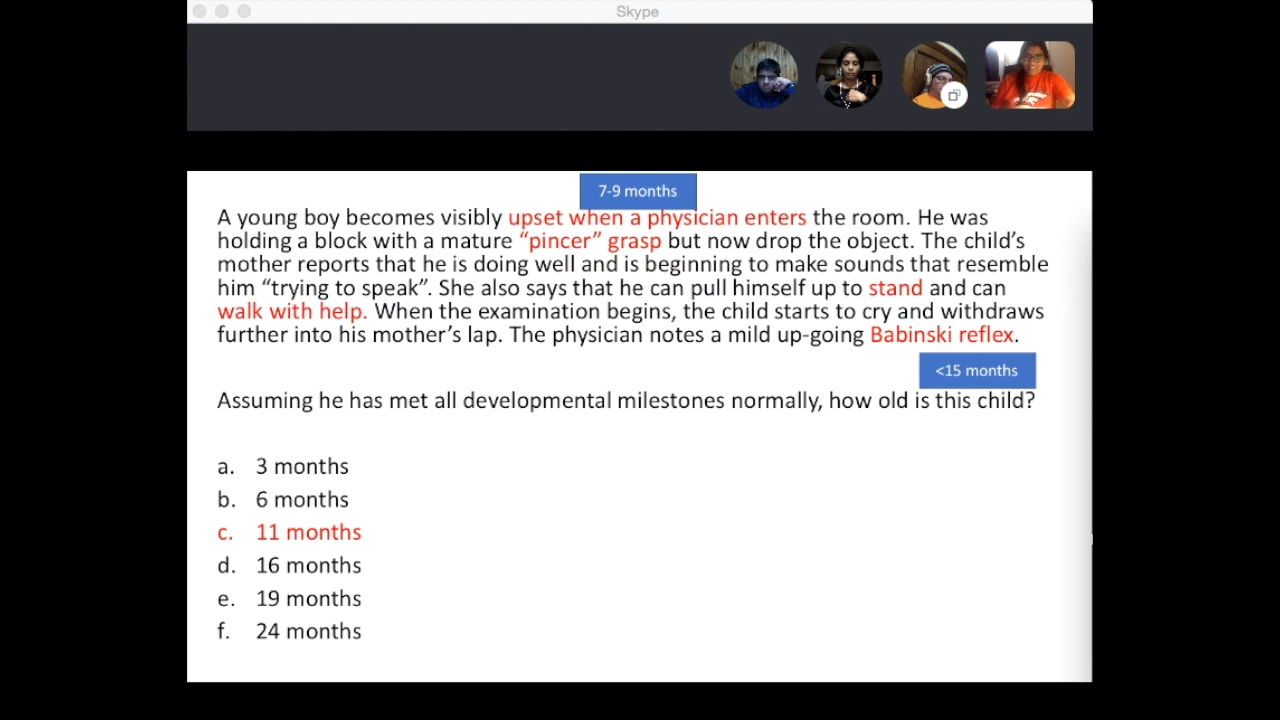 Skype
7-9 months
A young boy becomes visibly upset when a physician enters the room. He was
holding a block with a mature “pincer” grasp but now drop the object. The child’s
mother reports that he is doing well and is beginning to make sounds that resemble
him “trying to speak”. She also says that he can pull himself up to stand and can
walk with help. When the examination begins, the child starts to cry and withdraws
further into his mother’s lap. The physician notes a mild up-going Babinski reflex.
<15 months
Assuming he has met all developmental milestones normally, how old is this child?
a. 3 months
b. 6 months
c. 11 months
d. 16 months
e. 19 months
f. 24 months